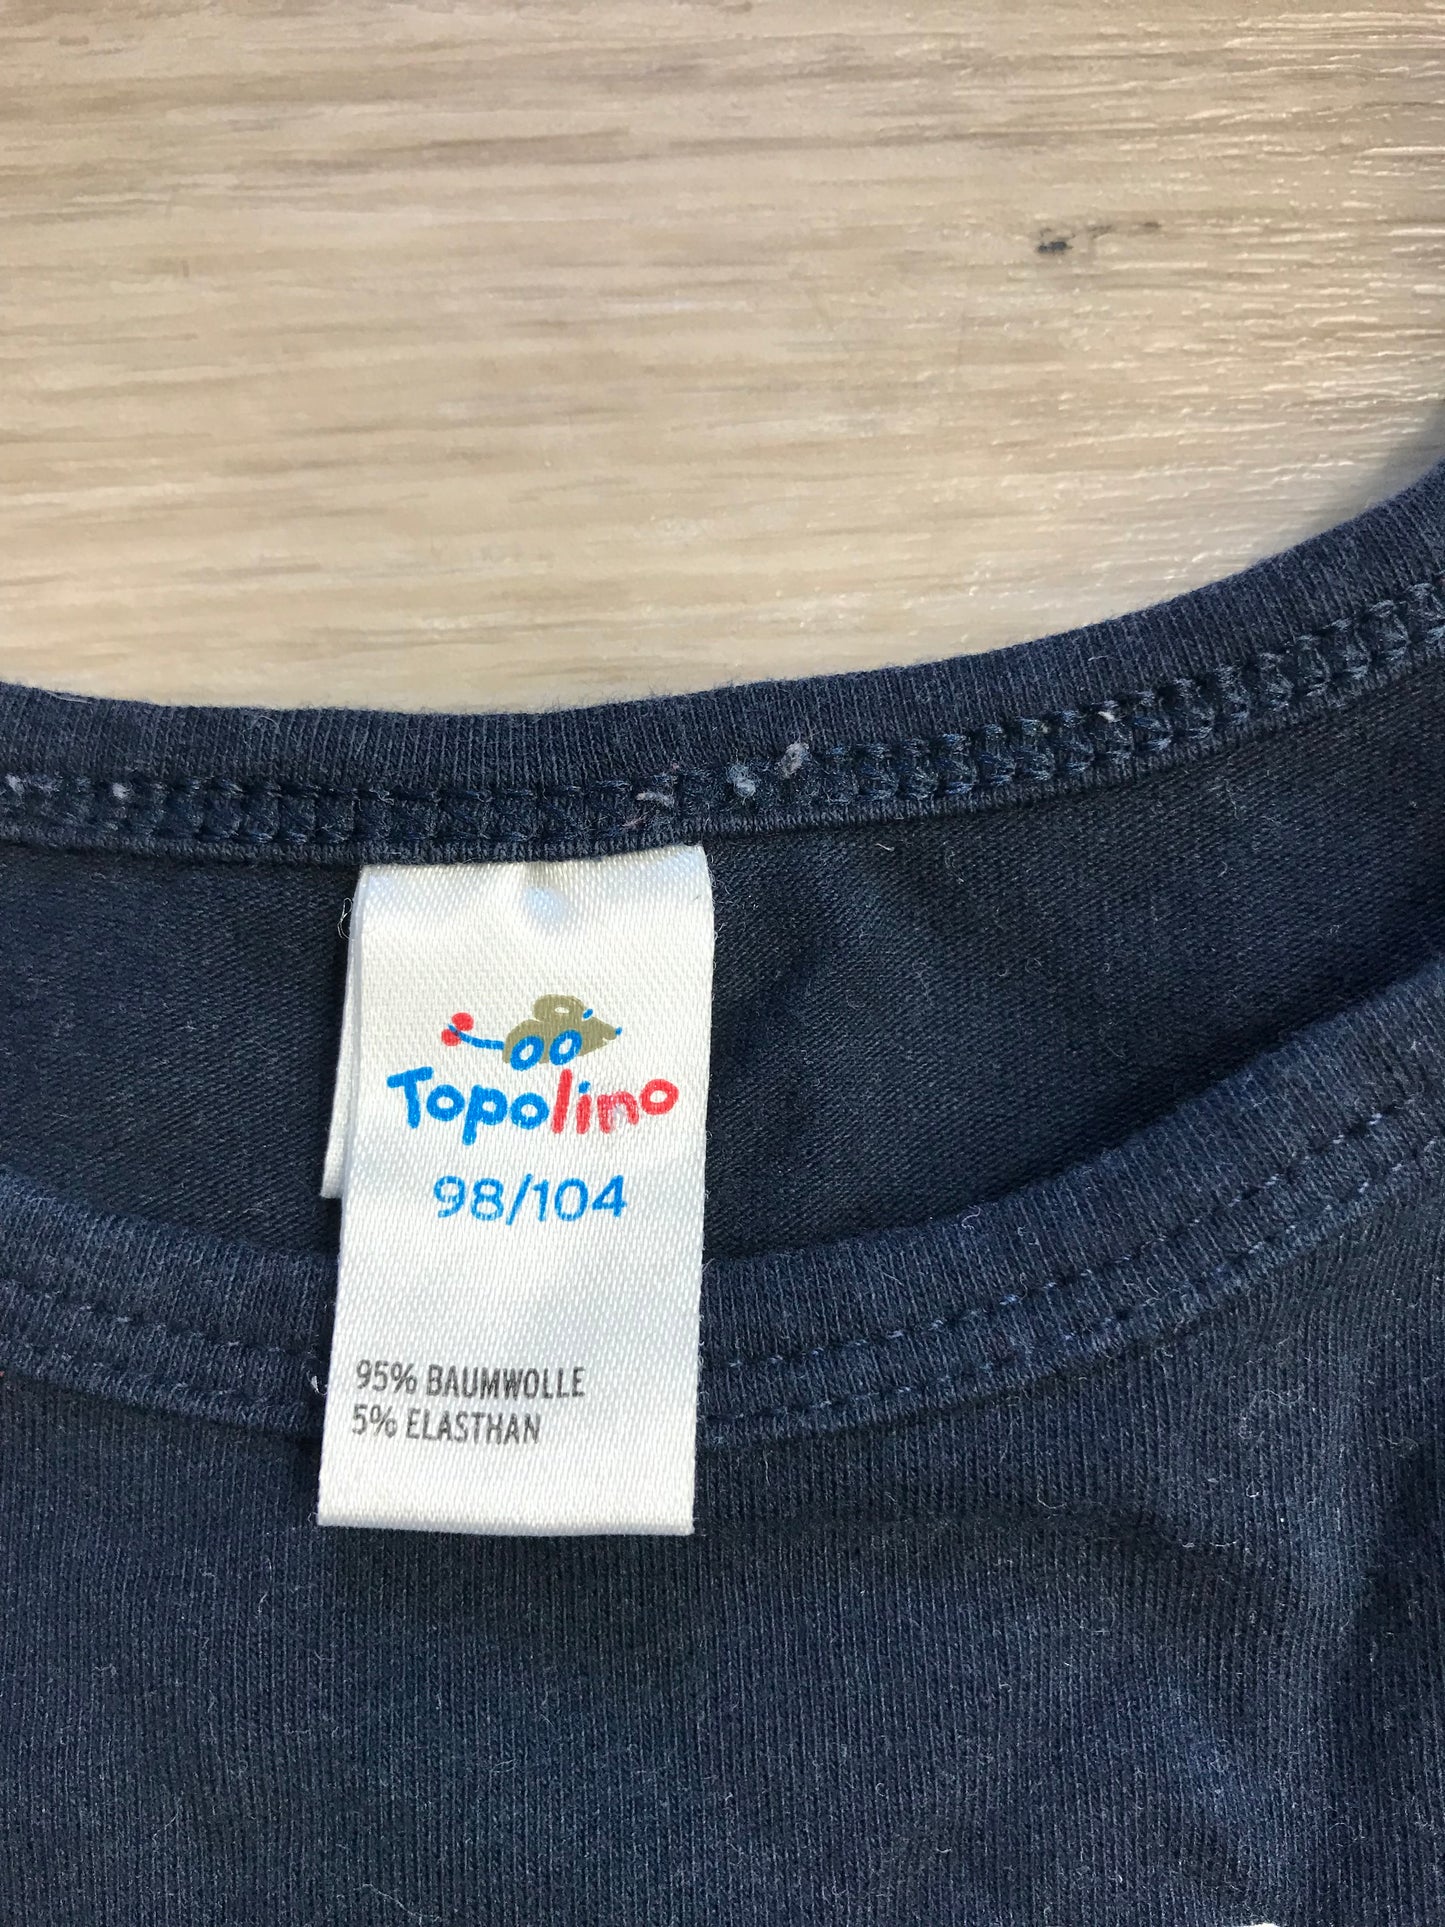 Topolino
98/104
95% BAUMWOLLE
5% ELASTHAN